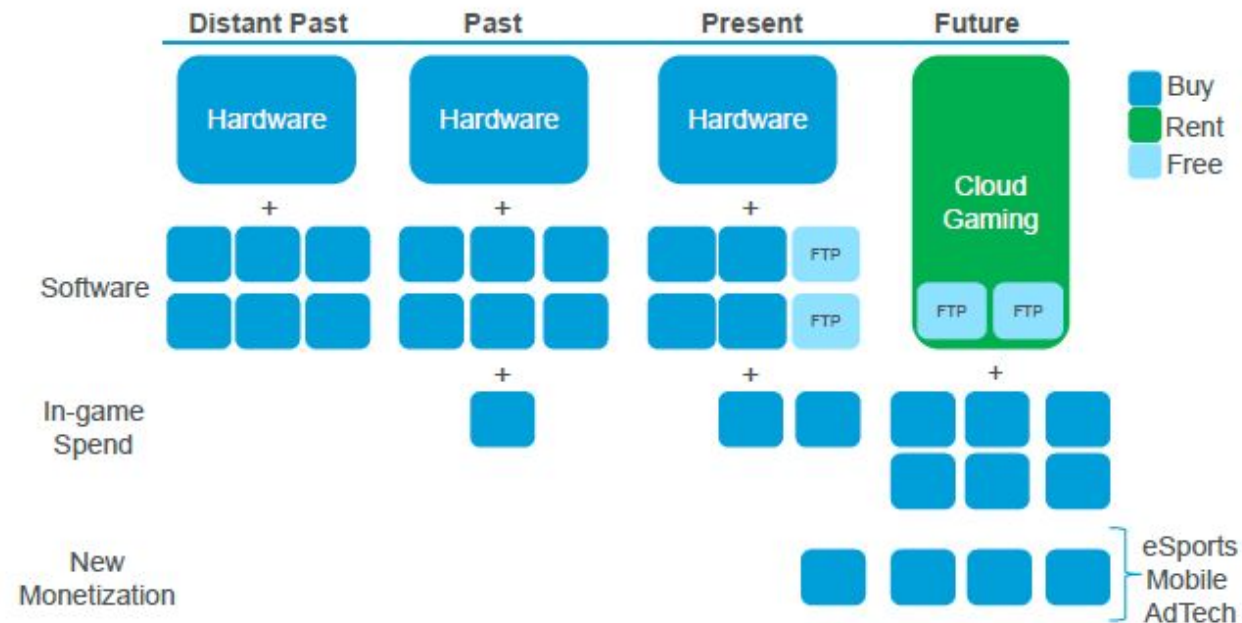 Distant Past Past Present Future
Hardware Hardware Hardware
Buy
Rent
Free
Cloud
Gaming
+ + +
Software
FTP
FTP
FTP FTP
+ + +
In-game
Spend
New
Monetization
eSports
Mobile
AdTech